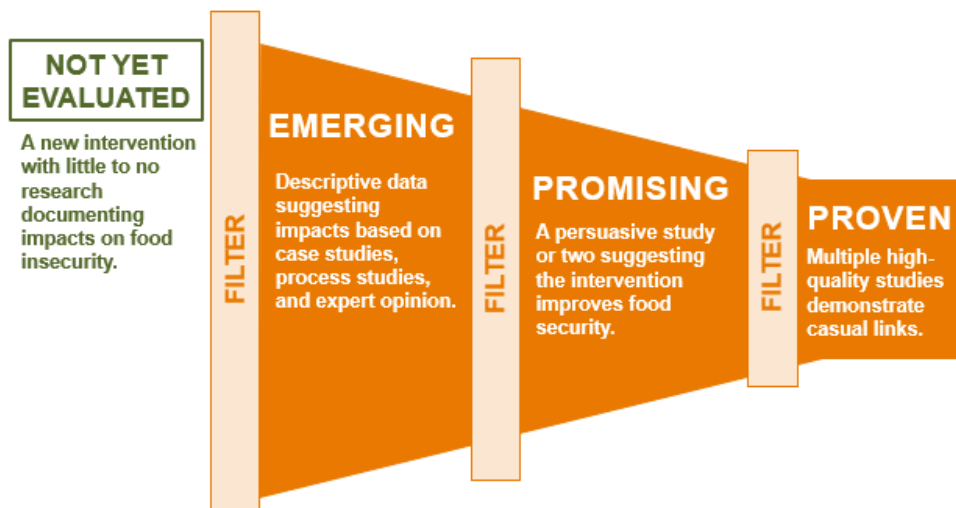 NOT YET
EVALUATED
A new intervention
with little to no
research
documenting
impacts on food
insecurity.
FILTER
EMERGING
Descriptive data
suggesting
impacts based on
case studies,
process studies,
and expert opinion.
FILTER
PROMISING
A persuasive study
or two suggesting
the intervention
improves food
security.
FILTER
PROVEN
Multiple high-
quality studies
demonstrate
casual links.